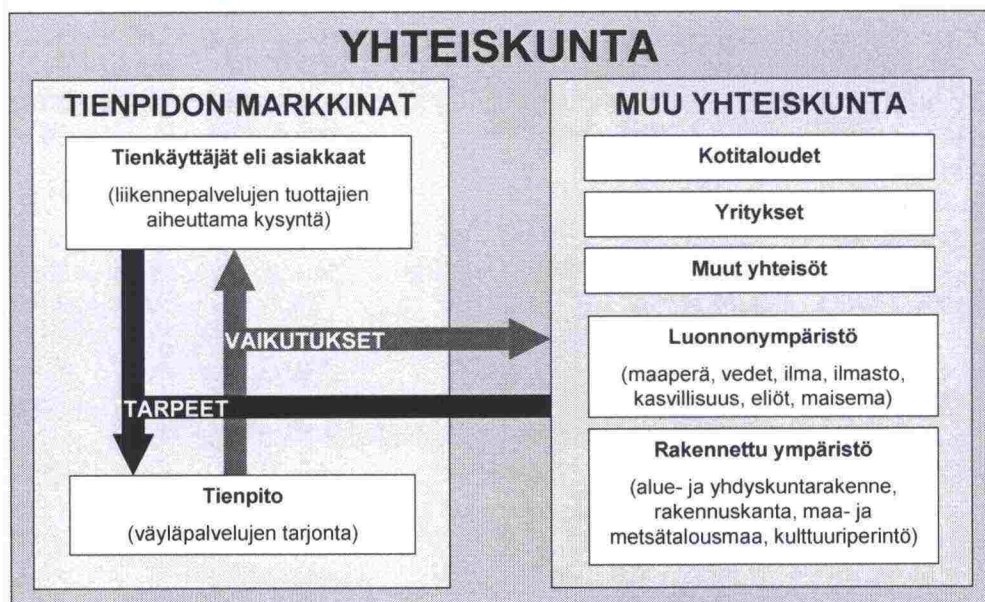 YHTEISKUNTA
TIENPIDON MARKKINAT
Tienkäyttäjät eli asiakkaat
(liikennepalvelujen tuottajien
aiheuttama kysyntä)
VAIKUTUKSET
TARPEET
Tienpito
(väyläpalvelujen tarjonta)
MUU YHTEISKUNTA
Kotitaloudet
Yritykset
Muut yhteisöt
Luonnonympäristö
(maaperä, vedet, ilma, ilmasto,
kasvillisuus, eliöt, maisema)
Rakennettu ympäristö
(alue- ja yhdyskuntarakenne,
rakennuskanta, maa- ja
metsätalousmaa, kulttuuriperintö)